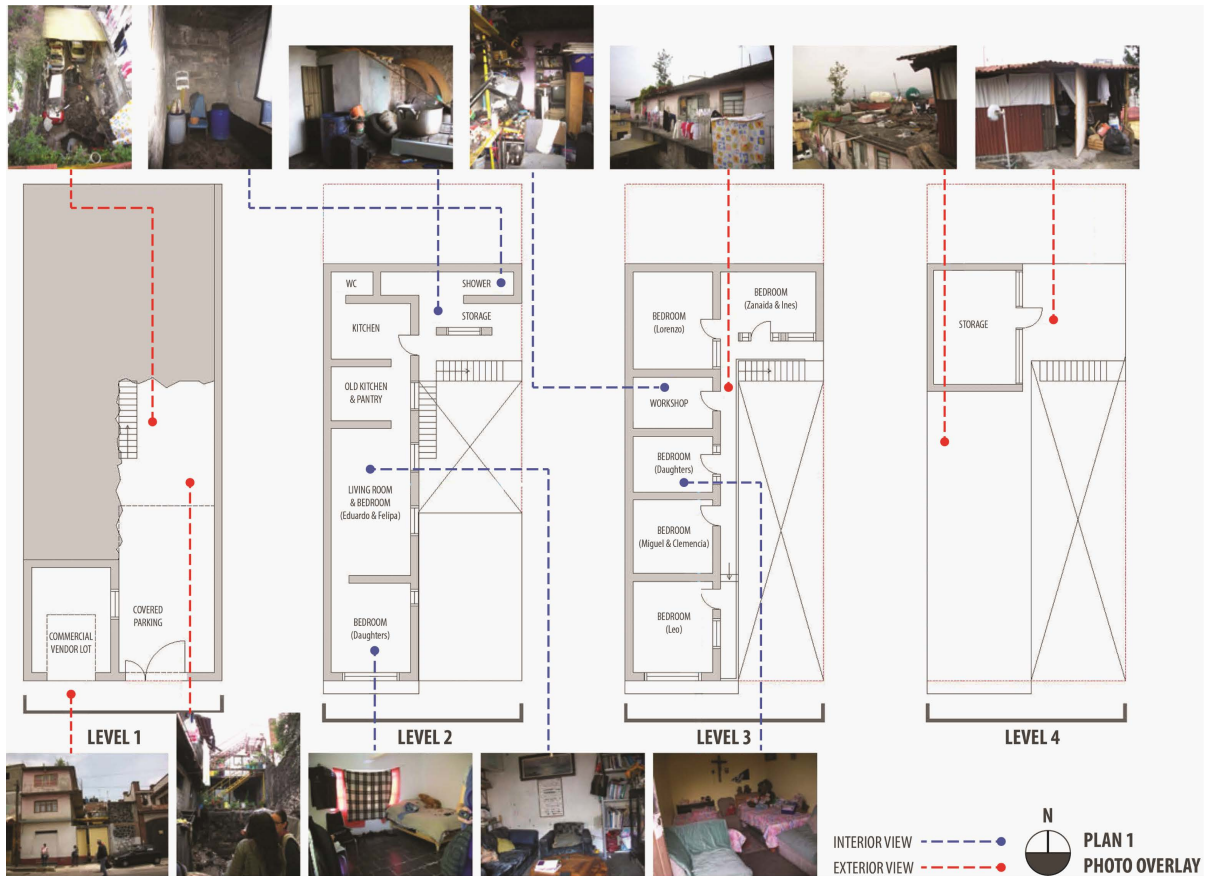 WC
SHOWER
STORAGE
KITCHEN
OLD KITCHEN
& PANTRY
LIVING ROOM
& BEDROOM
(Eduardo & Felipa)
BEDROOM
(Daughters)
COVERED
PARKING
COMMERCIAL
VENDOR LOT
BEDROOM
(Lorenzo)
BEDROOM
(Zanaida & Ines)
WORKSHOP
BEDROOM
(Daughters)
BEDROOM
(Miguel & Clemencia)
BEDROOM
(Leo)
STORAGE
LEVEL 1
LEVEL 2
LEVEL 3
LEVEL 4
INTERIOR VIEW
EXTERIOR VIEW
N
PLAN 1
PHOTO OVERLAY